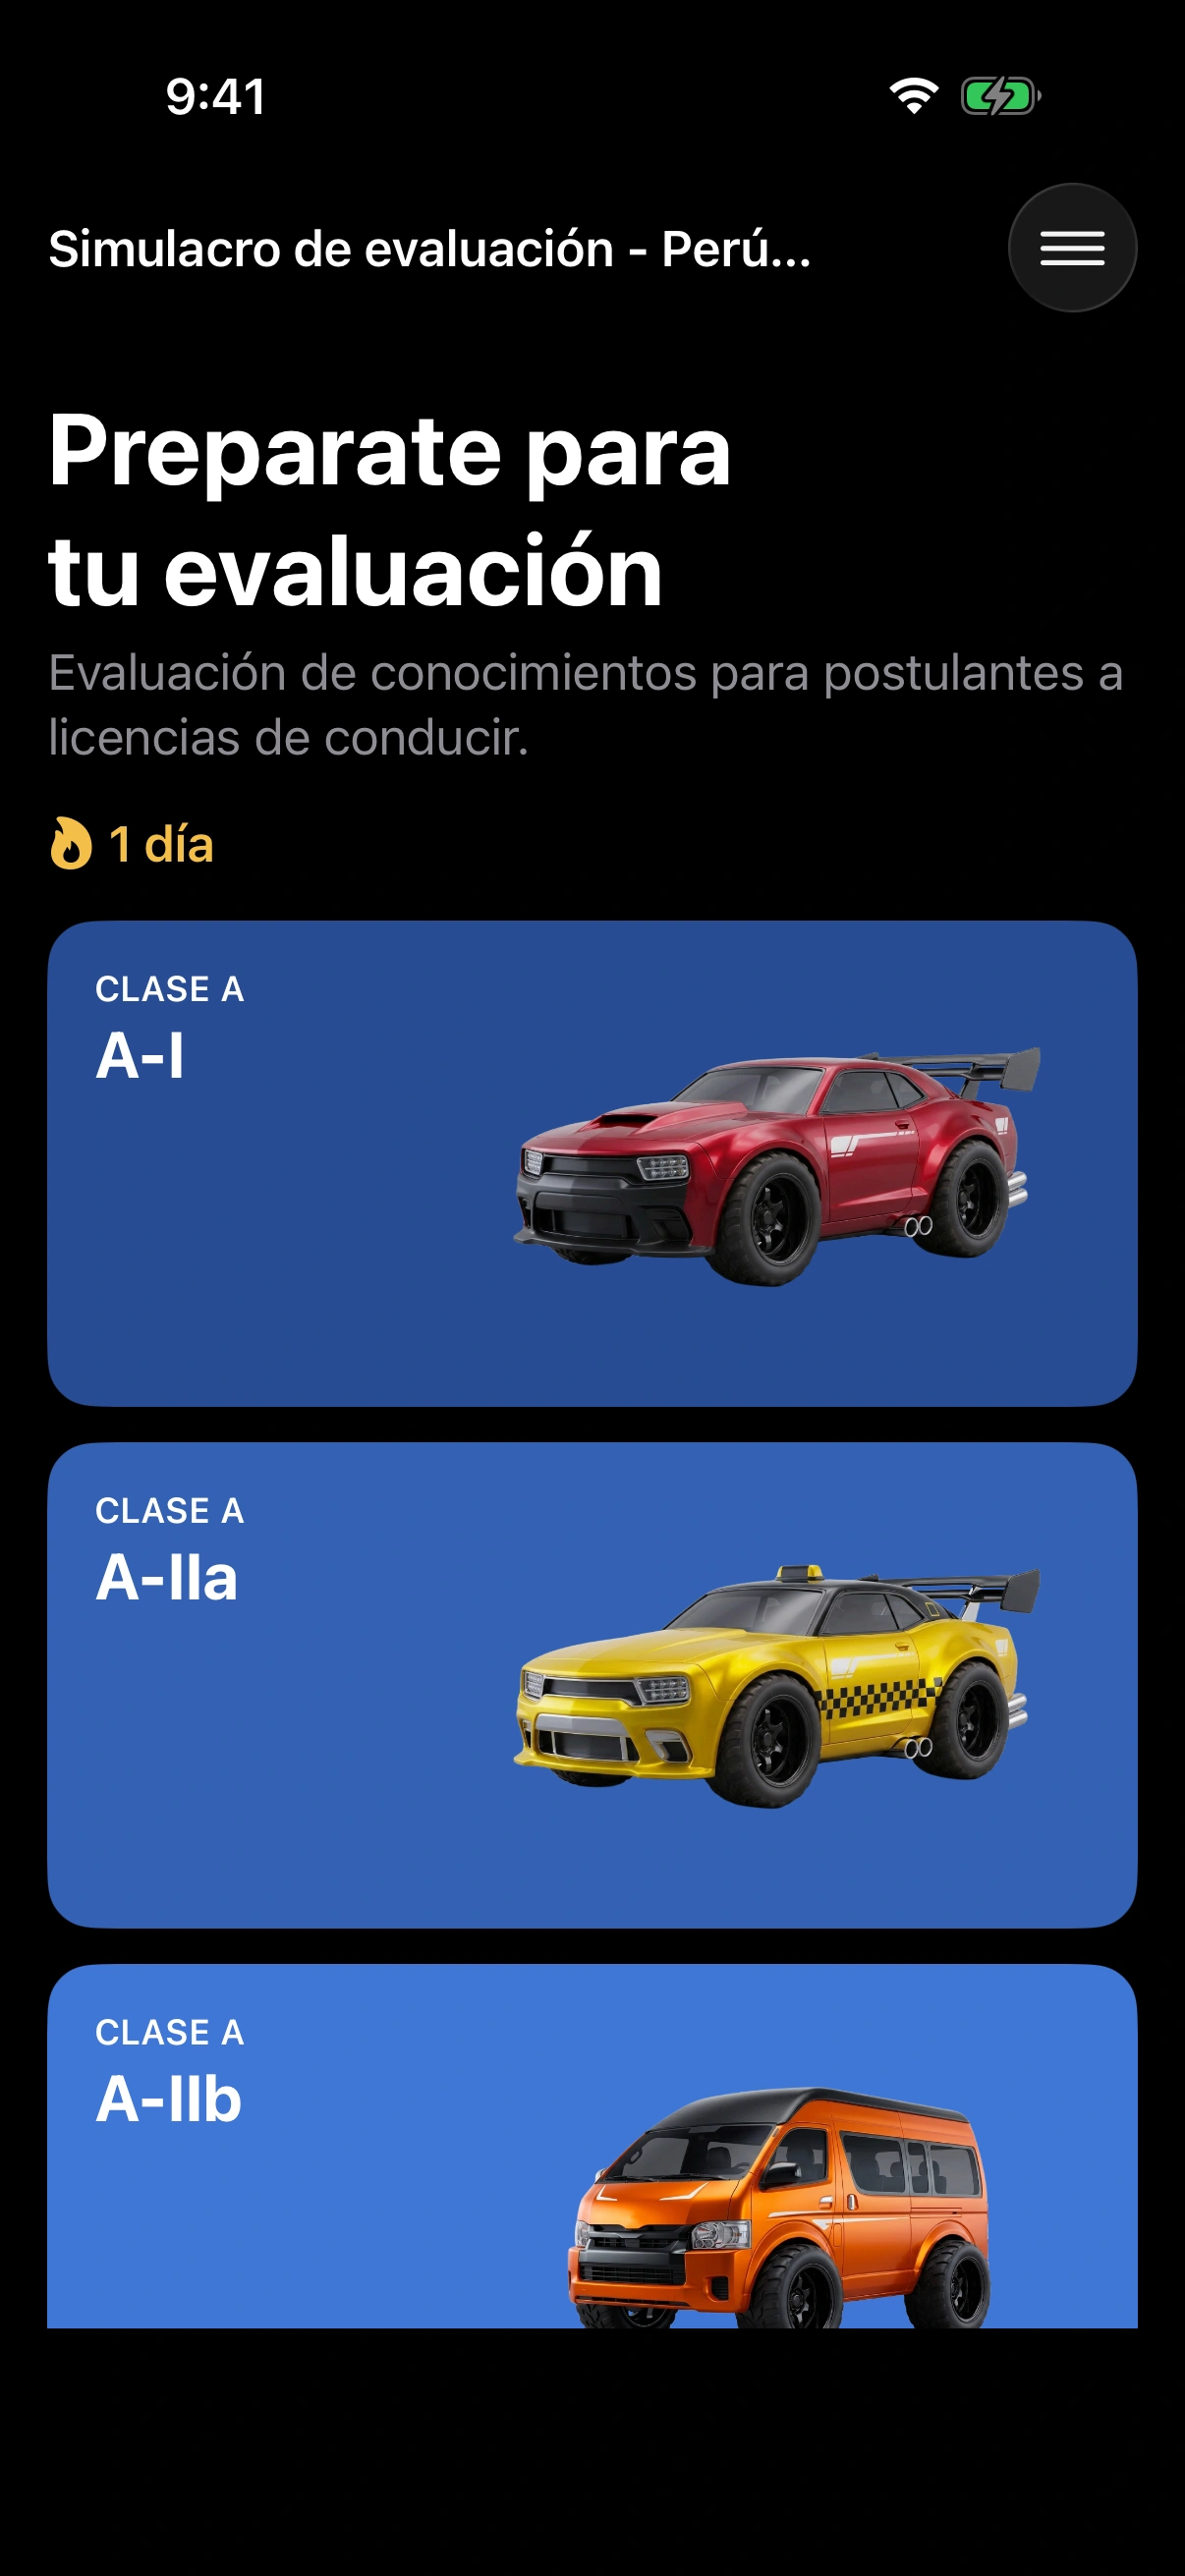 9:41
Simulacro de evaluación - Perú...
Preparate para
tu evaluación
Evaluación de conocimientos para postulantes a
licencias de conducir.
1 día
CLASE A
A-I
CLASE A
A-IIa
CLASE A
A-IIb